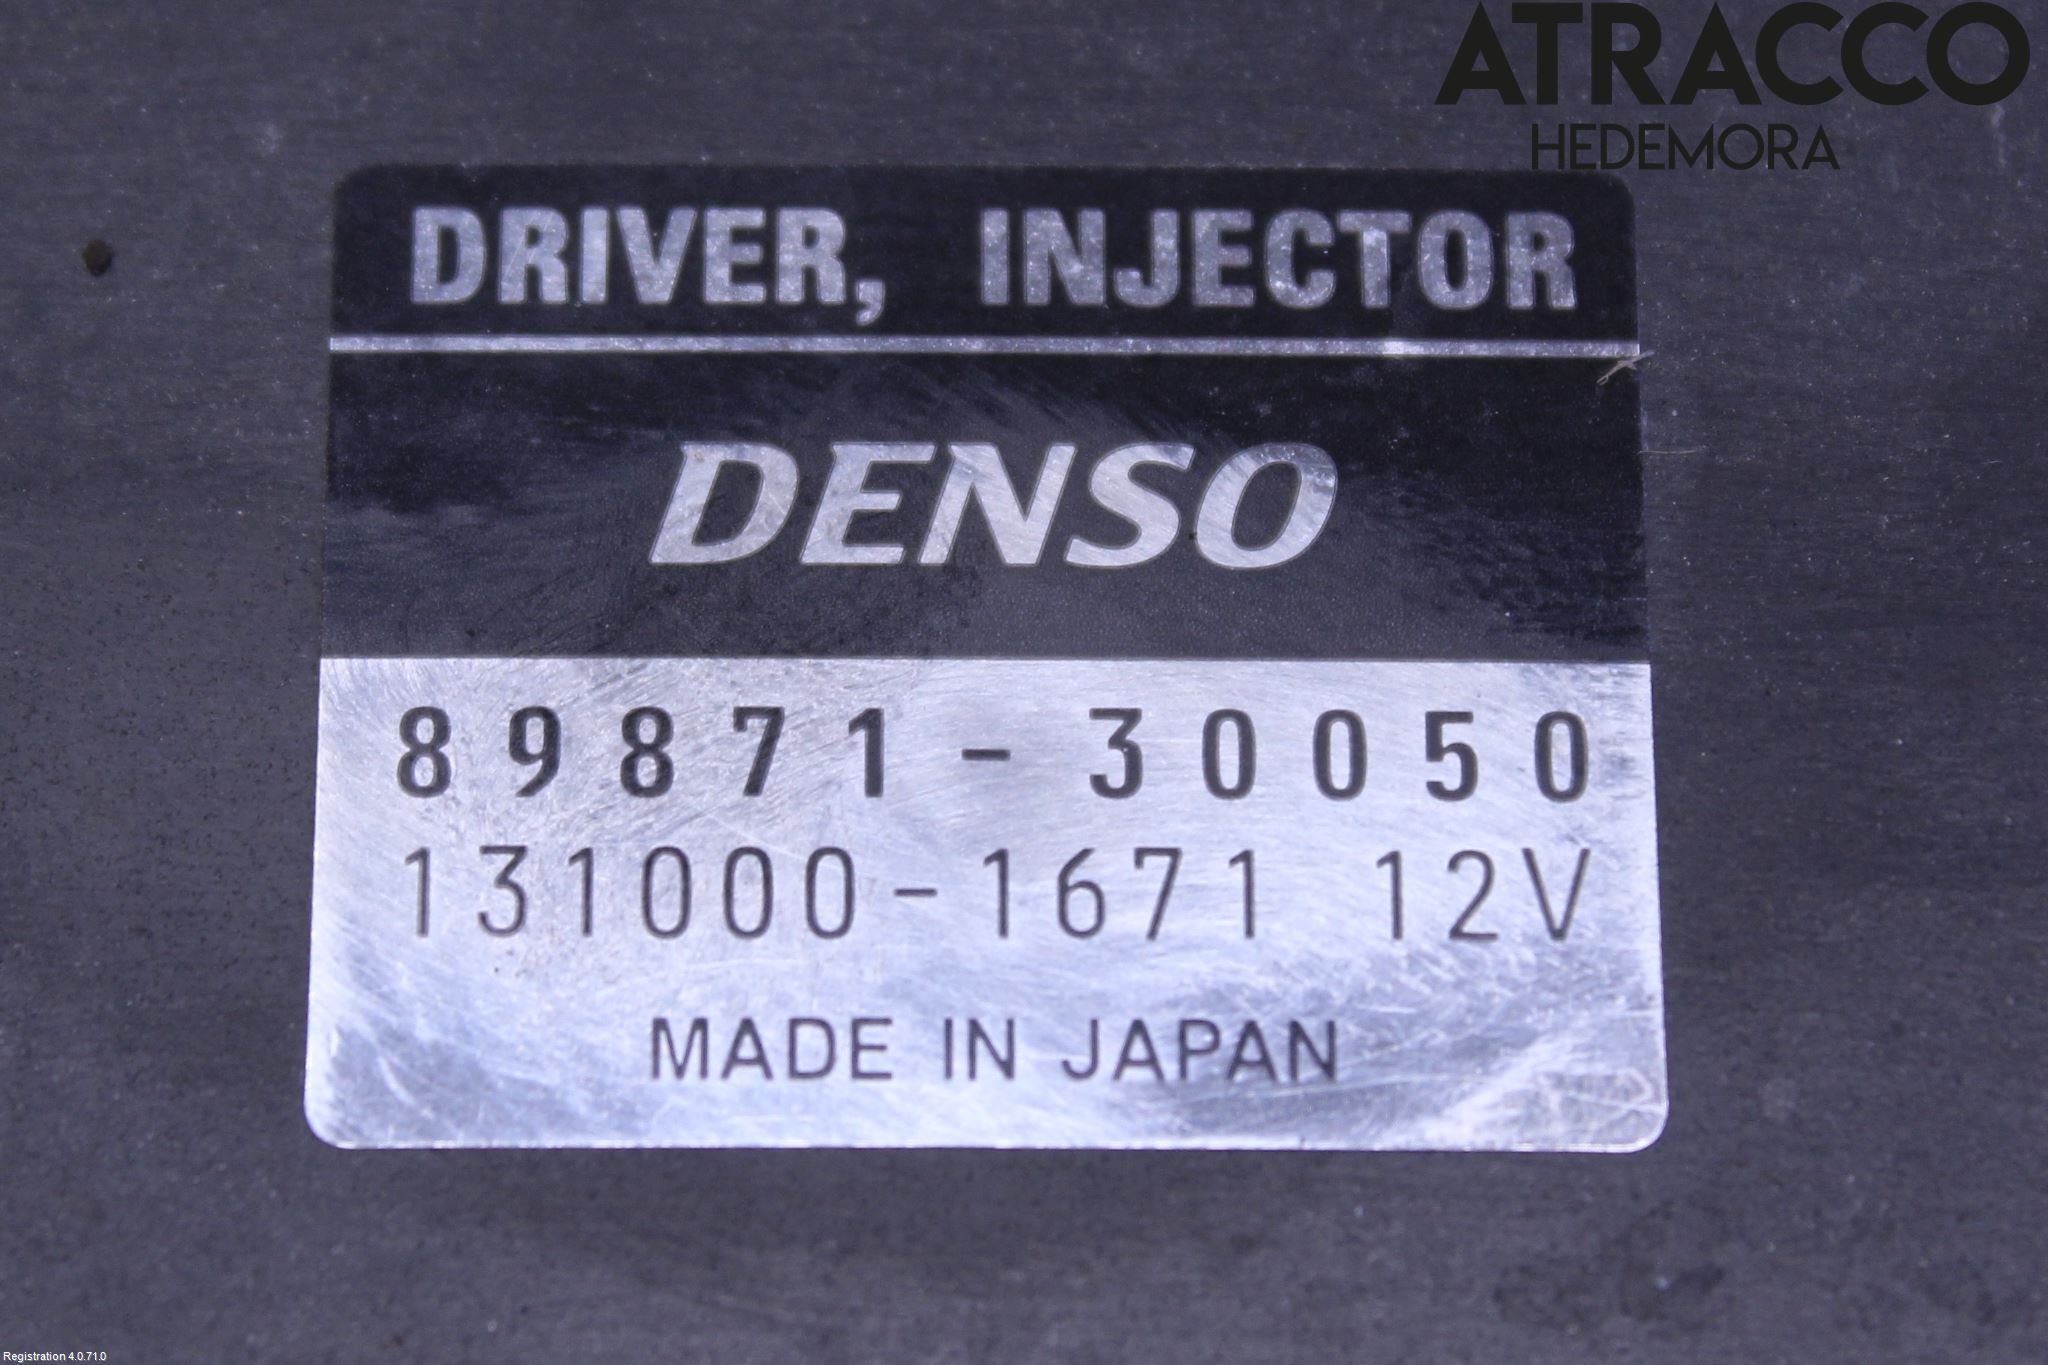 ATRACCO
HEDEMORA
DRIVER, INJECTOR
DENSO
89871-30050
131000-1671 12V
MADE IN JAPAN
Registration 4.0.71.0